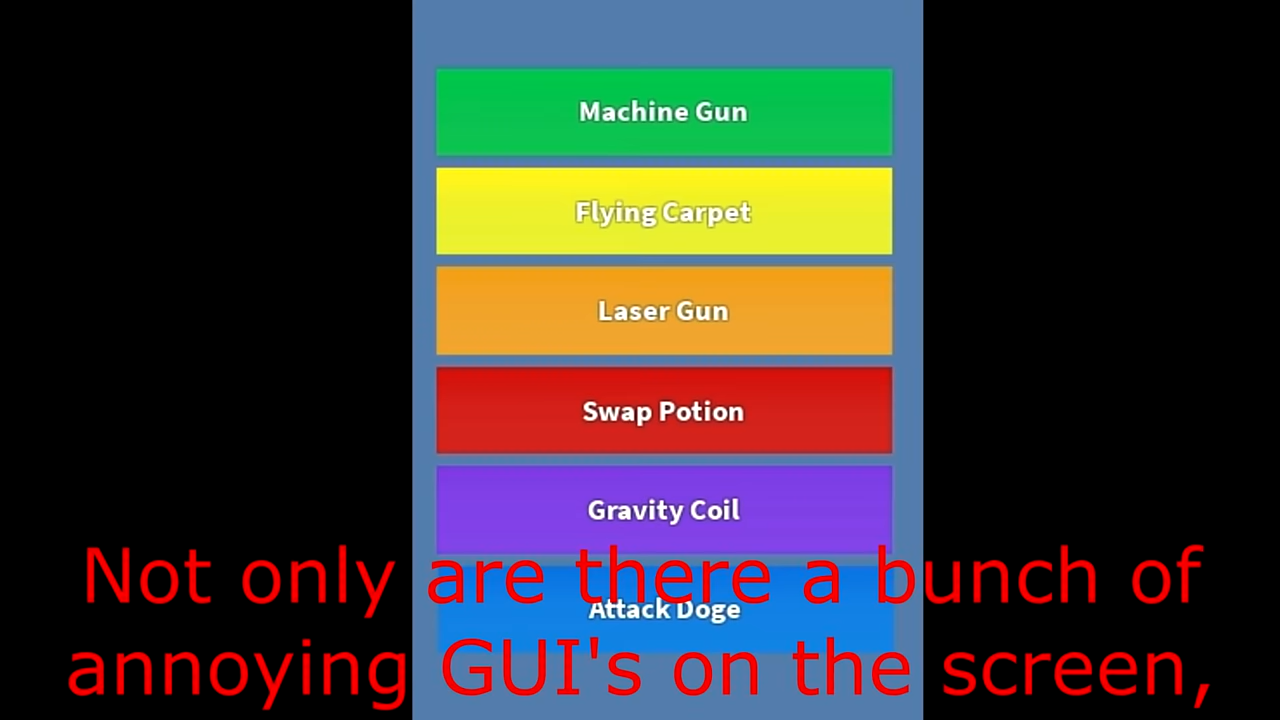 Machine Gun
Flying Carpet
Laser Gun
Swap Potion
Gravity Coil
Not only are there a bunch of
Attack Doge
annoying GUI's on the screen,